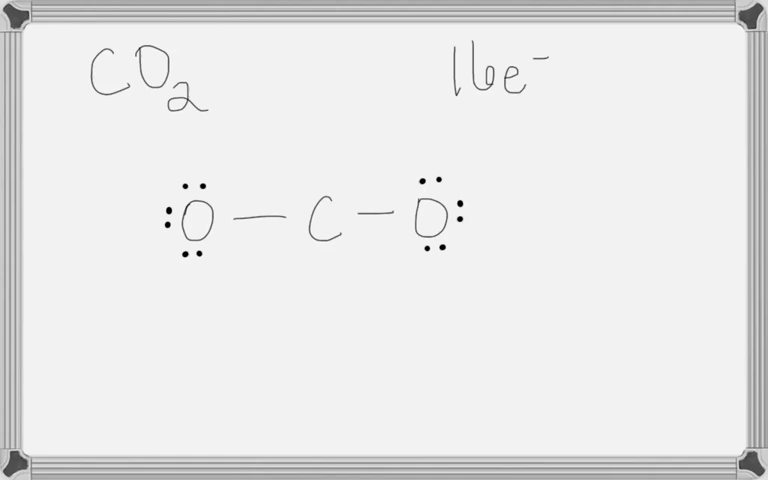 CO₂ 16e⁻
O — C — O